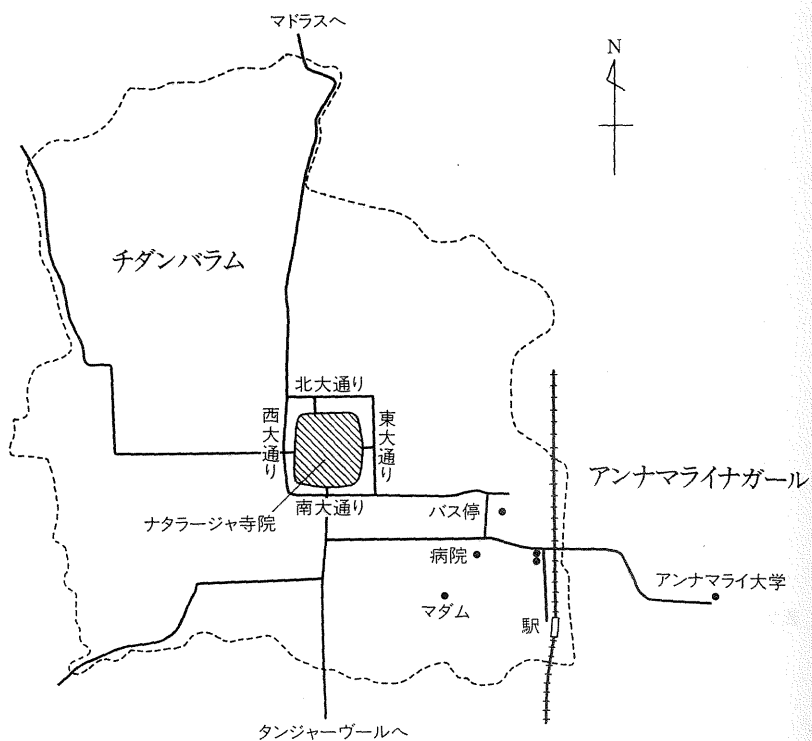 マドラスへ
N
チダンバラム
北大通り
西大通り
東大通り
アンナマライナガール
南大通り
バス停
ナタラージャ寺院
病院
アンナマライ大学
マダム
駅
タンジャーヴールへ